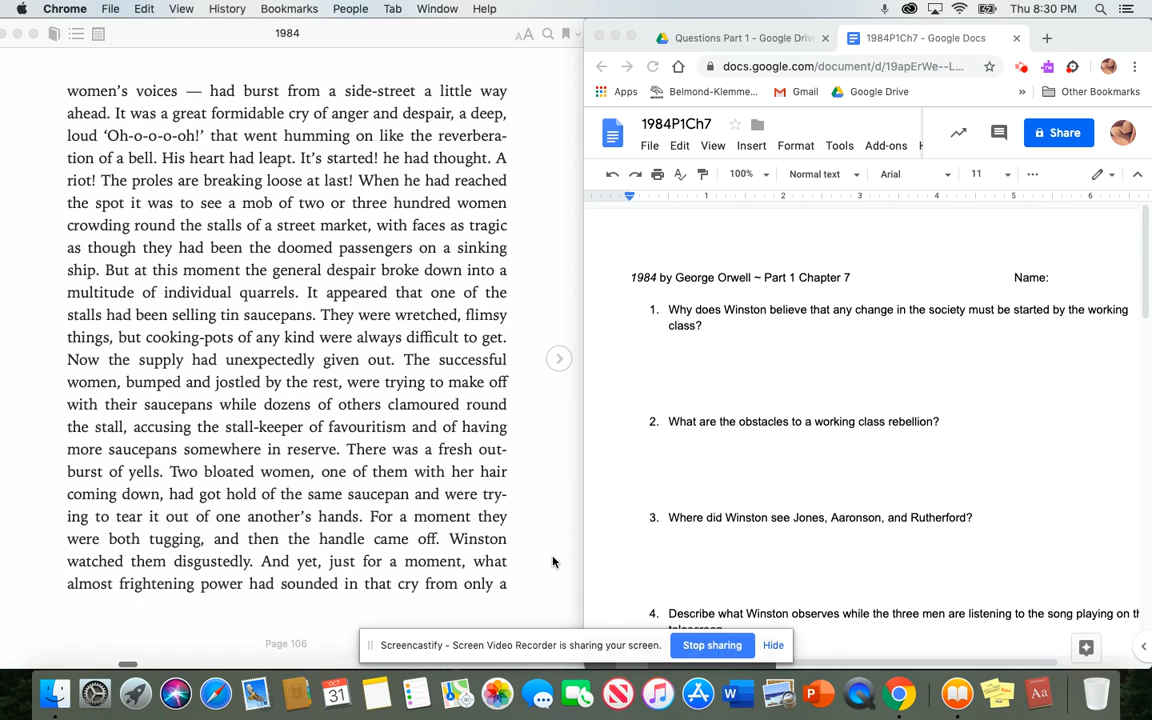 Chrome File Edit View History Bookmarks People Tab Window Help Thu 8:30 PM
1984
AA
women's voices — had burst from a side-street a little way
ahead. It was a great formidable cry of anger and despair, a deep,
loud ‘Oh-o-o-o-oh!’ that went humming on like the reverbera-
tion of a bell. His heart had leapt. It's started! he had thought. A
riot! The proles are breaking loose at last! When he had reached
the spot it was to see a mob of two or three hundred women
crowding round the stalls of a street market, with faces as tragic
as though they had been the doomed passengers on a sinking
ship. But at this moment the general despair broke down into a
multitude of individual quarrels. It appeared that one of the
stalls had been selling tin saucepans. They were wretched, flimsy
things, but cooking-pots of any kind were always difficult to get.
Now the supply had unexpectedly given out. The successful
women, bumped and jostled by the rest, were trying to make off
with their saucepans while dozens of others clamoured round
the stall, accusing the stall-keeper of favouritism and of having
more saucepans somewhere in reserve. There was a fresh out-
burst of yells. Two bloated women, one of them with her hair
coming down, had got hold of the same saucepan and were try-
ing to tear it out of one another's hands. For a moment they
were both tugging, and then the handle came off. Winston
watched them disgustedly. And yet, just for a moment, what
almost frightening power had sounded in that cry from only a
Page 106
Questions Part 1 - Google Driv 1984P1Ch7 - Google Docs
docs.google.com/document/d/19apErWe--L...
Apps Belmond-Klemme... Gmail Google Drive » Other Bookmarks
1984P1Ch7
File Edit View Insert Format Tools Add-ons
Share
100% Normal text Arial 11
1 2 3 4 5 6
1984 by George Orwell ~ Part 1 Chapter 7 Name:
1. Why does Winston believe that any change in the society must be started by the working
class?
2. What are the obstacles to a working class rebellion?
3. Where did Winston see Jones, Aaronson, and Rutherford?
4. Describe what Winston observes while the three men are listening to the song playing on
Screencastify - Screen Video Recorder is sharing your screen. Stop sharing Hide
OCT
31
W
P
Aa